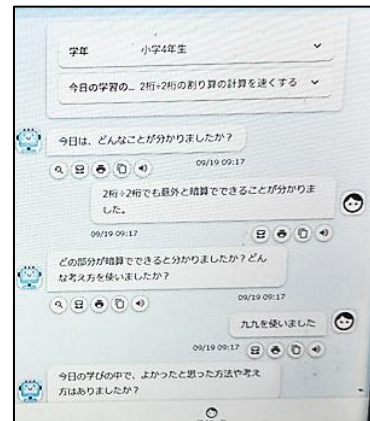 学年 小学4年生
今日の学習の... 2桁÷2桁の割り算の計算を速くする
今日は、どんなことが分かりましたか？
09/19 09:17
2桁÷2桁でも意外と暗算でできることが分かりま
した。
09/19 09:17
どの部分が暗算でできると分かりましたか？どん
な考え方を使いましたか？
09/19 09:17
九九を使いました
09/19 09:17
今日の学びの中で、よかったと思った方法や考え
方はありましたか？